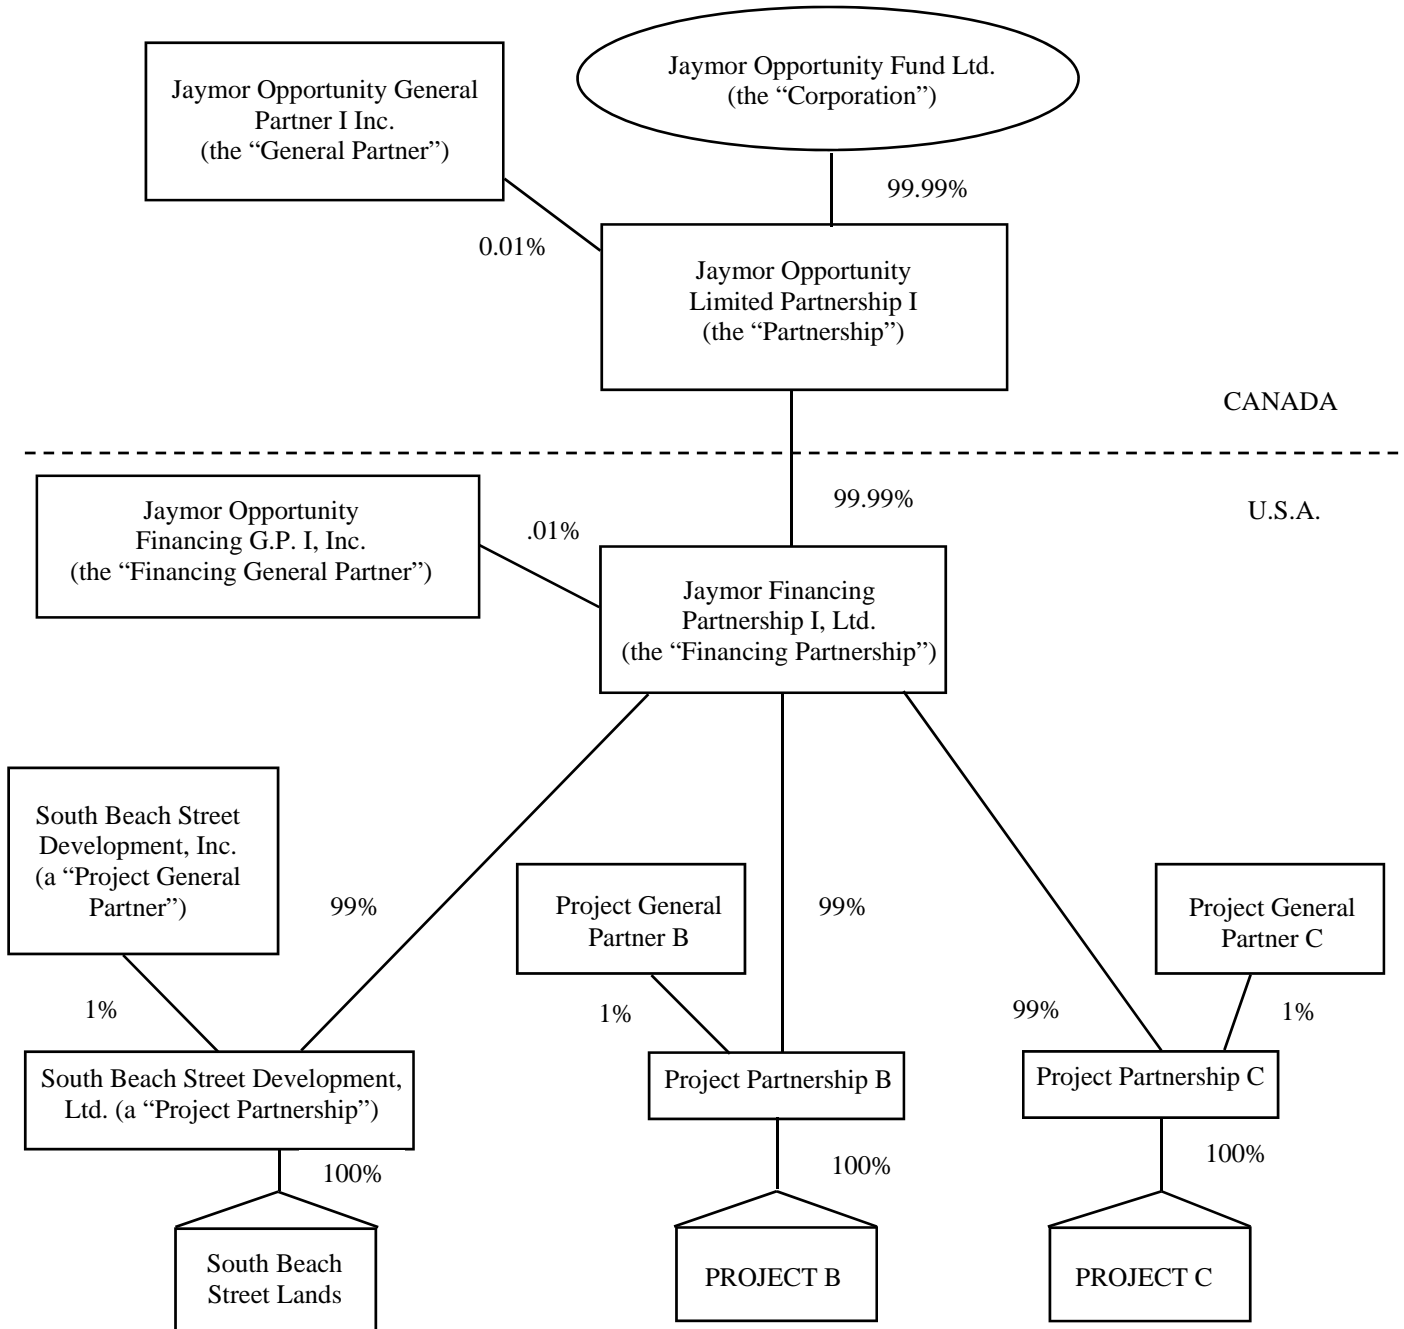 Jaymor Opportunity General
Partner I Inc.
(the “General Partner”)
Jaymor Opportunity Fund Ltd.
(the “Corporation”)
99.99%
0.01%
Jaymor Opportunity
Limited Partnership I
(the “Partnership”)
CANADA
U.S.A.
99.99%
Jaymor Opportunity
Financing G.P. I, Inc.
(the “Financing General Partner”)
.01%
Jaymor Financing
Partnership I, Ltd.
(the “Financing Partnership”)
South Beach Street
Development, Inc.
(a “Project General
Partner”)
99%
Project General
Partner B
99%
Project General
Partner C
1%
1%
99%
1%
South Beach Street Development,
Ltd. (a “Project Partnership”)
Project Partnership B
Project Partnership C
100%
100%
100%
South Beach
Street Lands
PROJECT B
PROJECT C